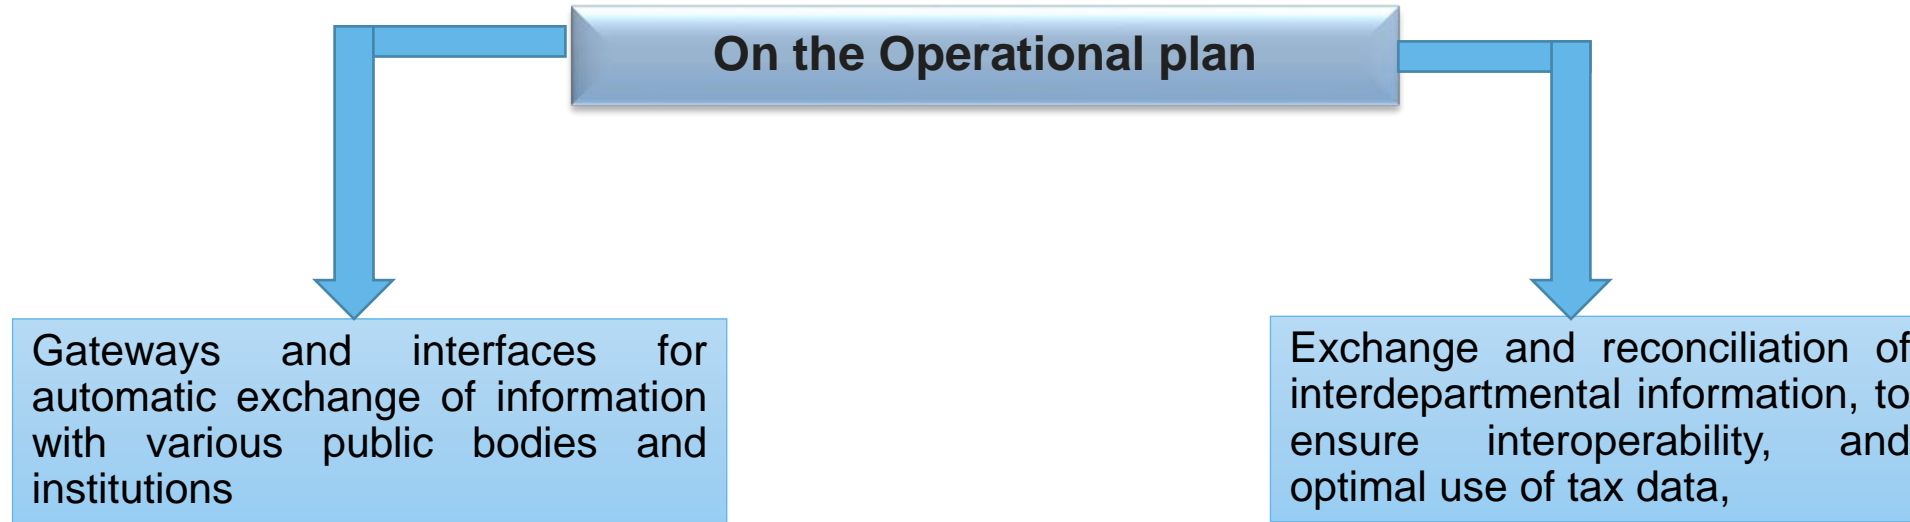 On the Operational plan
Gateways and interfaces for
automatic exchange of information
with various public bodies and
institutions
Exchange and reconciliation of
interdepartmental information, to
ensure interoperability, and
optimal use of tax data,